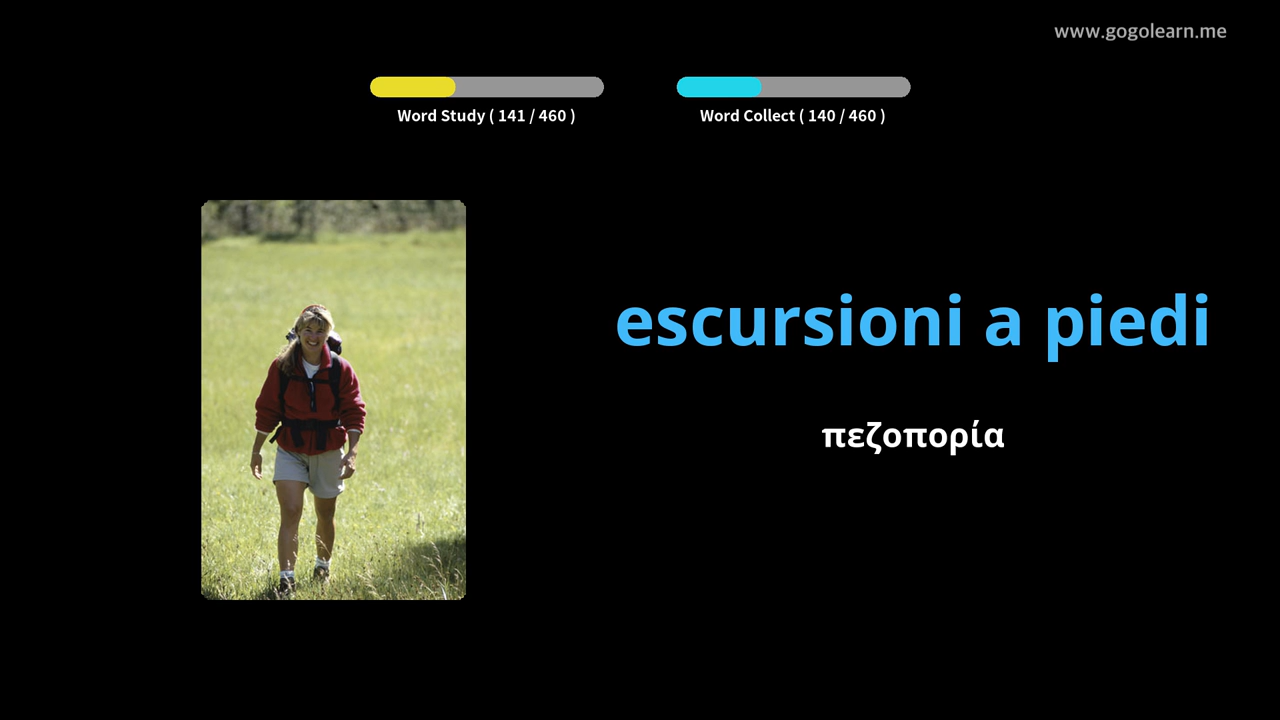 www.gogolearn.me
Word Study ( 141 / 460 )
Word Collect ( 140 / 460 )
escursioni a piedi
πεζοπορία